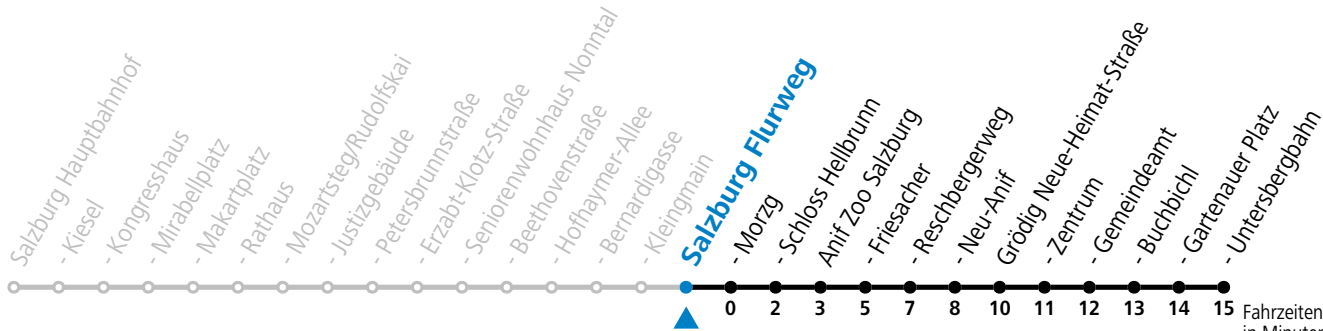 Salzburg Hauptbahnhof
- Kiesel
- Kongresshaus
- Mirabellplatz
- Makartplatz
- Rathaus
- Mozartsteg/Rudolfskai
- Justizgebäude
- Petersbrunnstraße
- Erzabt-Klotz-Straße
- Seniorenwohnhaus Nonntal
- Beethovenstraße
- Hofhaymer-Allee
- Bernardigasse
- Kleingmain
Salzburg Flurweg
- Morzg
- Schloss Hellbrunn
Anif Zoo Salzburg
- Friesacher
- Reschbergerweg
- Neu-Anif
Grödig Neue-Heimat-Straße
- Zentrum
- Gemeindeamt
- Buchbichl
- Gartenauer Platz
- Untersbergbahn
0 2 3 5 7 8 10 11 12 13 14 15 Fahrzeiten
in Minuten